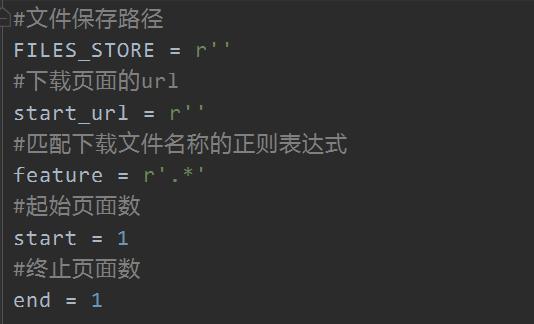 #文件保存路径
FILES_STORE = r''
#下载页面的url
start_url = r''
#匹配下载文件名称的正则表达式
feature = r'.*'
#起始页面数
start = 1
#终止页面数
end = 1